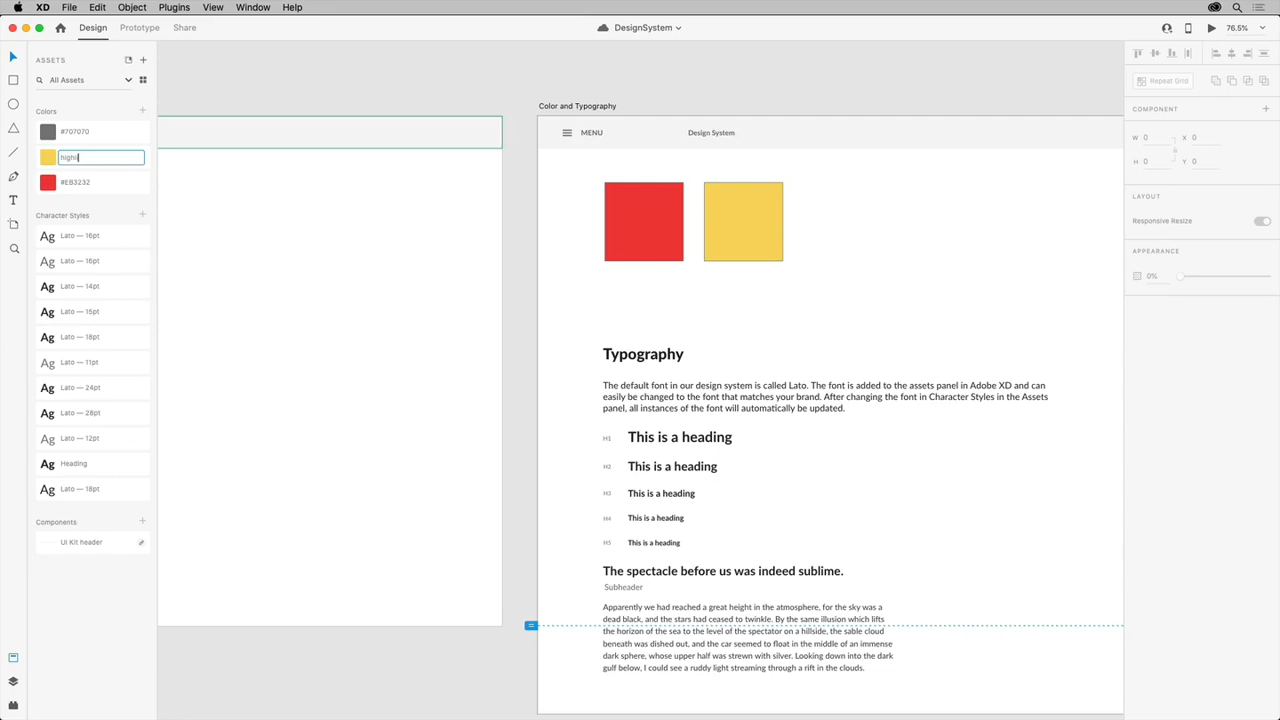 XD File Edit Object Plugins View Window Help
Design Prototype Share
DesignSystem
76.5%
ASSETS
All Assets
Colors
#707070
highli
#EB3232
Character Styles
Ag Lato — 16pt
Ag Lato — 16pt
Ag Lato — 14pt
Ag Lato — 15pt
Ag Lato — 18pt
Ag Lato — 11pt
Ag Lato — 24pt
Ag Lato — 28pt
Ag Lato — 12pt
Ag Heading
Ag Lato — 18pt
Components
UI Kit header
Color and Typography
MENU
Design System
Typography
The default font in our design system is called Lato. The font is added to the assets panel in Adobe XD and can
easily be changed to the font that matches your brand. After changing the font in Character Styles in the Assets
panel, all instances of the font will automatically be updated.
H1 This is a heading
H2 This is a heading
H3 This is a heading
H4 This is a heading
H5 This is a heading
The spectacle before us was indeed sublime.
Subheader
Apparently we had reached a great height in the atmosphere, for the sky was a
dead black, and the stars had ceased to twinkle. By the same illusion which lifts
the horizon of the sea to the level of the spectator on a hillside, the sable cloud
beneath was dished out, and the car seemed to float in the middle of an immense
dark sphere, whose upper half was strewn with silver. Looking down into the dark
gulf below, I could see a ruddy light streaming through a rift in the clouds.
Repeat Grid
COMPONENT
W 0 X 0
H 0 Y 0
LAYOUT
Responsive Resize
APPEARANCE
0%